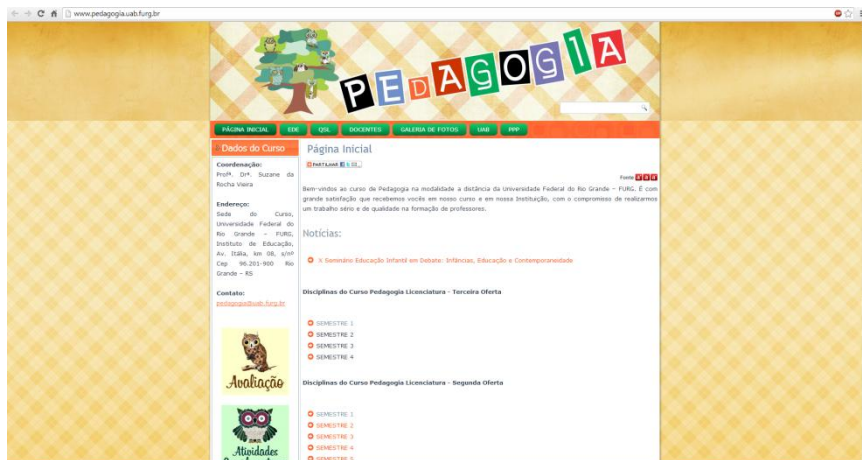 www.pedagogia.uab.furg.br
PEDAGOGIA
PÁGINA INICIAL EDE QSL DOCENTES GALERIA DE FOTOS UAB PPP
Dados do Curso
Coordenação:
Profª. Drª. Suzane da
Rocha Vieira
Endereço:
Sede do Curso,
Universidade Federal do
Rio Grande – FURG,
Instituto de Educação,
Av. Itália, km 08, s/nº
Cep 96.201-900 Rio
Grande – RS
Contato:
pedagogia@uab.furg.br
Avaliação
Atividades
Página Inicial
PARTILHAR
Fonte
Bem-vindos ao curso de Pedagogia na modalidade a distância da Universidade Federal do Rio Grande – FURG. É com
grande satisfação que recebemos vocês em nosso curso e em nossa Instituição, com o compromisso de realizarmos
um trabalho sério e de qualidade na formação de professores.
Notícias:
X Seminário Educação Infantil em Debate: Infâncias, Educação e Contemporaneidade
Disciplinas do Curso Pedagogia Licenciatura - Terceira Oferta
SEMESTRE 1
SEMESTRE 2
SEMESTRE 3
SEMESTRE 4
Disciplinas do Curso Pedagogia Licenciatura - Segunda Oferta
SEMESTRE 1
SEMESTRE 2
SEMESTRE 3
SEMESTRE 4
SEMESTRE 5